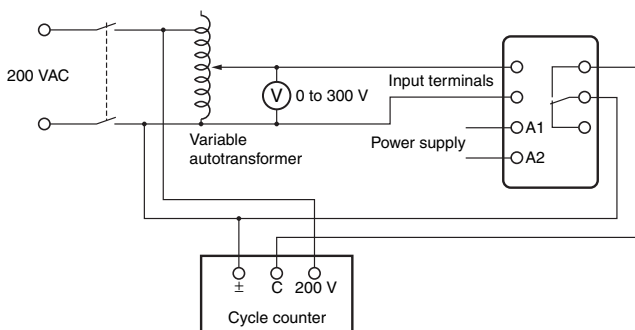 200 VAC
V
0 to 300 V
Input terminals
Variable
autotransformer
Power supply
A1
A2
± C 200 V
Cycle counter